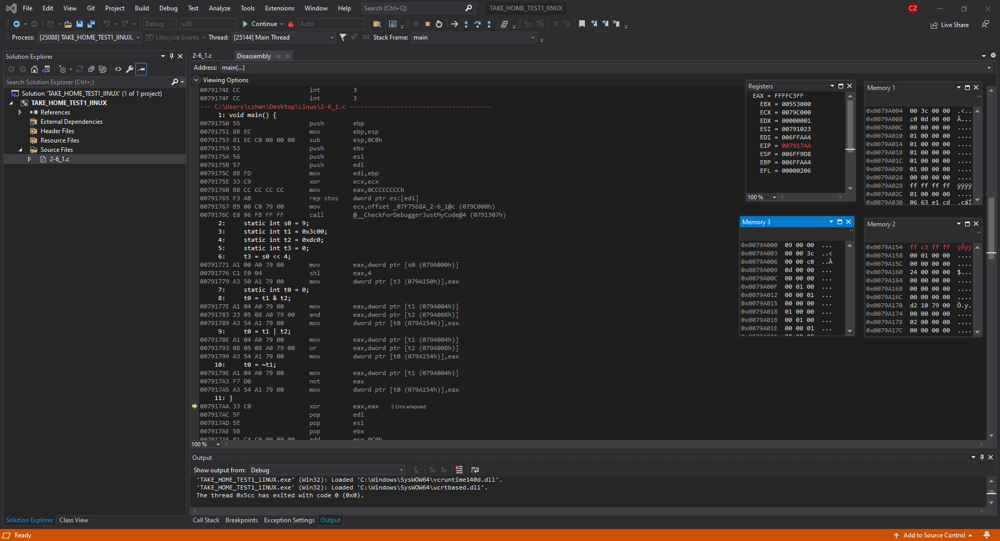 File Edit View Git Project Build Debug Test Analyze Tools Extensions Window Help Search (Ctrl+Q) TAKE_HOME_TEST1_lINUX CZ
Debug x86 Continue Auto Live Share
Process: [25088] TAKE_HOME_TEST1_lINUX. Lifecycle Events Thread: [25144] Main Thread Stack Frame: main
Solution Explorer
Search Solution Explorer (Ctrl+;)
Solution 'TAKE_HOME_TEST1_lINUX' (1 of 1 project)
TAKE_HOME_TEST1_lINUX
References
External Dependencies
Header Files
Resource Files
Source Files
2-6_1.c
Solution Explorer Class View
2-6_1.c Disassembly
Address: main(...)
Viewing Options
0079174E CC int 3
0079174F CC int 3
--- C:\Users\czhan\Desktop\Linux\2-6_1.c ---------------------------------------
1: void main() {
00791750 55 push ebp
00791751 8B EC mov ebp,esp
00791753 81 EC C0 00 00 00 sub esp,0C0h
00791759 53 push ebx
0079175A 56 push esi
0079175B 57 push edi
0079175C 8B FD mov edi,ebp
0079175E 33 C9 xor ecx,ecx
00791760 B8 CC CC CC CC mov eax,0CCCCCCCCh
00791765 F3 AB rep stos dword ptr es:[edi]
00791767 B9 00 C0 79 00 mov ecx,offset _07F7568A_2-6_1@c (079C000h)
0079176C E8 96 FB FF FF call @__CheckForDebuggerJustMyCode@4 (0791307h)
2: static int s0 = 9;
3: static int t1 = 0x3c00;
4: static int t2 = 0xdc0;
5: static int t3 = 0;
6: t3 = s0 << 4;
00791771 A1 00 A0 79 00 mov eax,dword ptr [s0 (079A000h)]
00791776 C1 E0 04 shl eax,4
00791779 A3 50 A1 79 00 mov dword ptr [t3 (079A150h)],eax
7: static int t0 = 0;
8: t0 = t1 & t2;
0079177E A1 04 A0 79 00 mov eax,dword ptr [t1 (079A004h)]
00791783 23 05 08 A0 79 00 and eax,dword ptr [t2 (079A008h)]
00791789 A3 54 A1 79 00 mov dword ptr [t0 (079A154h)],eax
9: t0 = t1 | t2;
0079178E A1 04 A0 79 00 mov eax,dword ptr [t1 (079A004h)]
00791793 0B 05 08 A0 79 00 or eax,dword ptr [t2 (079A008h)]
00791799 A3 54 A1 79 00 mov dword ptr [t0 (079A154h)],eax
10: t0 = ~t1;
0079179E A1 04 A0 79 00 mov eax,dword ptr [t1 (079A004h)]
007917A3 F7 D0 not eax
007917A5 A3 54 A1 79 00 mov dword ptr [t0 (079A154h)],eax
11: }
007917AA 33 C0 xor eax,eax ≤1ms elapsed
007917AC 5F pop edi
007917AD 5E pop esi
007917AE 5B pop ebx
007917AF 81 C4 C0 00 00 00 add esp,0C0h
100 %
Registers
EAX = FFFFC3FF
EBX = 00553000
ECX = 0079C000
EDX = 00000001
ESI = 00791023
EDI = 006FFAA4
EIP = 007917AA
ESP = 006FF9D8
EBP = 006FFAA4
EFL = 00000206
100 %
Memory 1
0x0079A004 00 3c 00 00 .<..
0x0079A008 c0 0d 00 00 À...
0x0079A00C 00 00 00 00 ....
0x0079A010 01 00 00 00 ....
0x0079A014 01 00 00 00 ....
0x0079A018 01 00 00 00 ....
0x0079A01C 01 00 00 00 ....
0x0079A020 01 00 00 00 ....
0x0079A024 00 00 00 00 ....
0x0079A028 ff ff ff ff ÿÿÿÿ
0x0079A02C 01 00 00 00 ....
0x0079A030 06 63 e1 cd .cáÍ
Memory 3
0x0079A000 09 00 00 ...
0x0079A003 00 00 3c ..<
0x0079A006 00 00 c0 ..À
0x0079A009 0d 00 00 ...
0x0079A00C 00 00 00 ...
0x0079A00F 00 01 00 ...
0x0079A012 00 00 01 ...
0x0079A015 00 00 00 ...
0x0079A018 01 00 00 ...
0x0079A01B 00 01 00 ...
0x0079A01E 00 00 01 ...
Memory 2
0x0079A154 ff c3 ff ff ÿÃÿÿ
0x0079A158 00 01 00 00 ....
0x0079A15C 00 00 00 00 ....
0x0079A160 24 00 00 00 $...
0x0079A164 00 00 00 00 ....
0x0079A168 00 00 00 00 ....
0x0079A16C 00 00 00 00 ....
0x0079A170 d2 10 79 00 Ò.y.
0x0079A174 00 00 00 00 ....
0x0079A178 02 00 00 00 ....
0x0079A17C 00 00 00 00 ....
Output
Show output from: Debug
'TAKE_HOME_TEST1_lINUX.exe' (Win32): Loaded 'C:\Windows\SysWOW64\vcruntime140d.dll'.
'TAKE_HOME_TEST1_lINUX.exe' (Win32): Loaded 'C:\Windows\SysWOW64\ucrtbased.dll'.
The thread 0x5cc has exited with code 0 (0x0).
Call Stack Breakpoints Exception Settings Output
Ready Add to Source Control